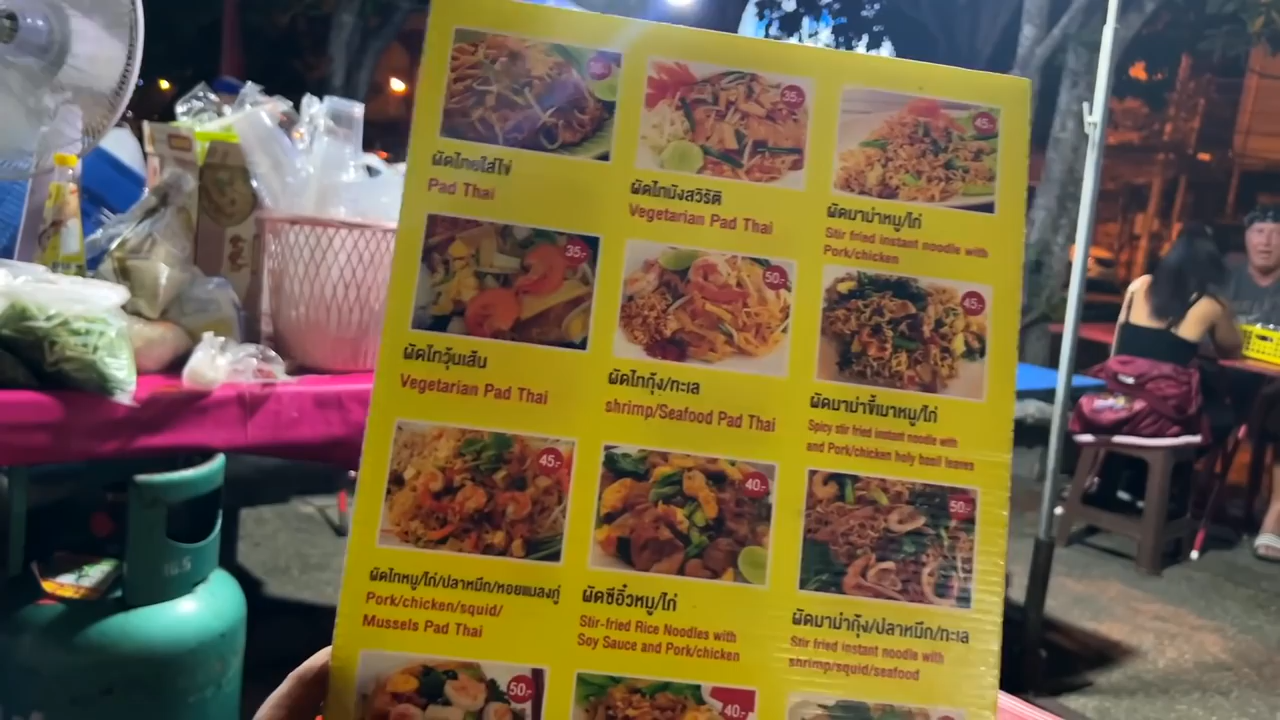 ผัดไทยใส่ไข่
Pad Thai
35.-
ผัดไทมังสวิรัติ
Vegetarian Pad Thai
45.-
ผัดมาม่าหมู/ไก่
Stir fried instant noodle with
Pork/chicken
35.-
ผัดไทวุ้นเส้น
Vegetarian Pad Thai
50.-
ผัดไทกุ้ง/ทะเล
shrimp/Seafood Pad Thai
45.-
ผัดมาม่าขี้เมาหมู/ไก่
Spicy stir fried instant noodle with
and Pork/chicken holy basil leaves
45.-
ผัดไทหมู/ไก่/ปลาหมึก/หอยแมลงภู่
Pork/chicken/squid/
Mussels Pad Thai
40.-
ผัดซีอิ๋วหมู/ไก่
Stir-fried Rice Noodles with
Soy Sauce and Pork/chicken
50.-
ผัดมาม่ากุ้ง/ปลาหมึก/ทะเล
Stir fried instant noodle with
shrimp/squid/seafood
50.-
40.-